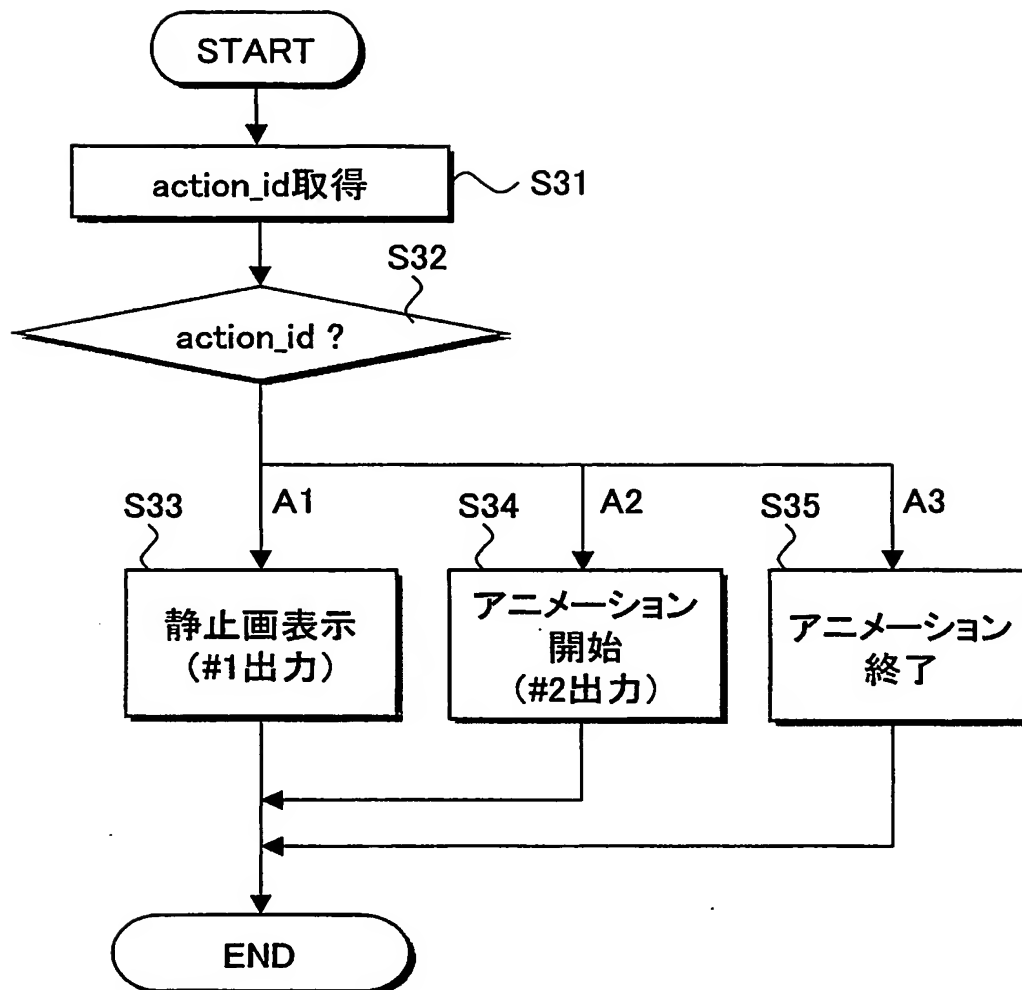 START
action_id取得
S31
S32
action_id ?
A1
A2
A3
S33
S34
S35
静止画表示
(#1出力)
アニメーション
開始
(#2出力)
アニメーション
終了
END